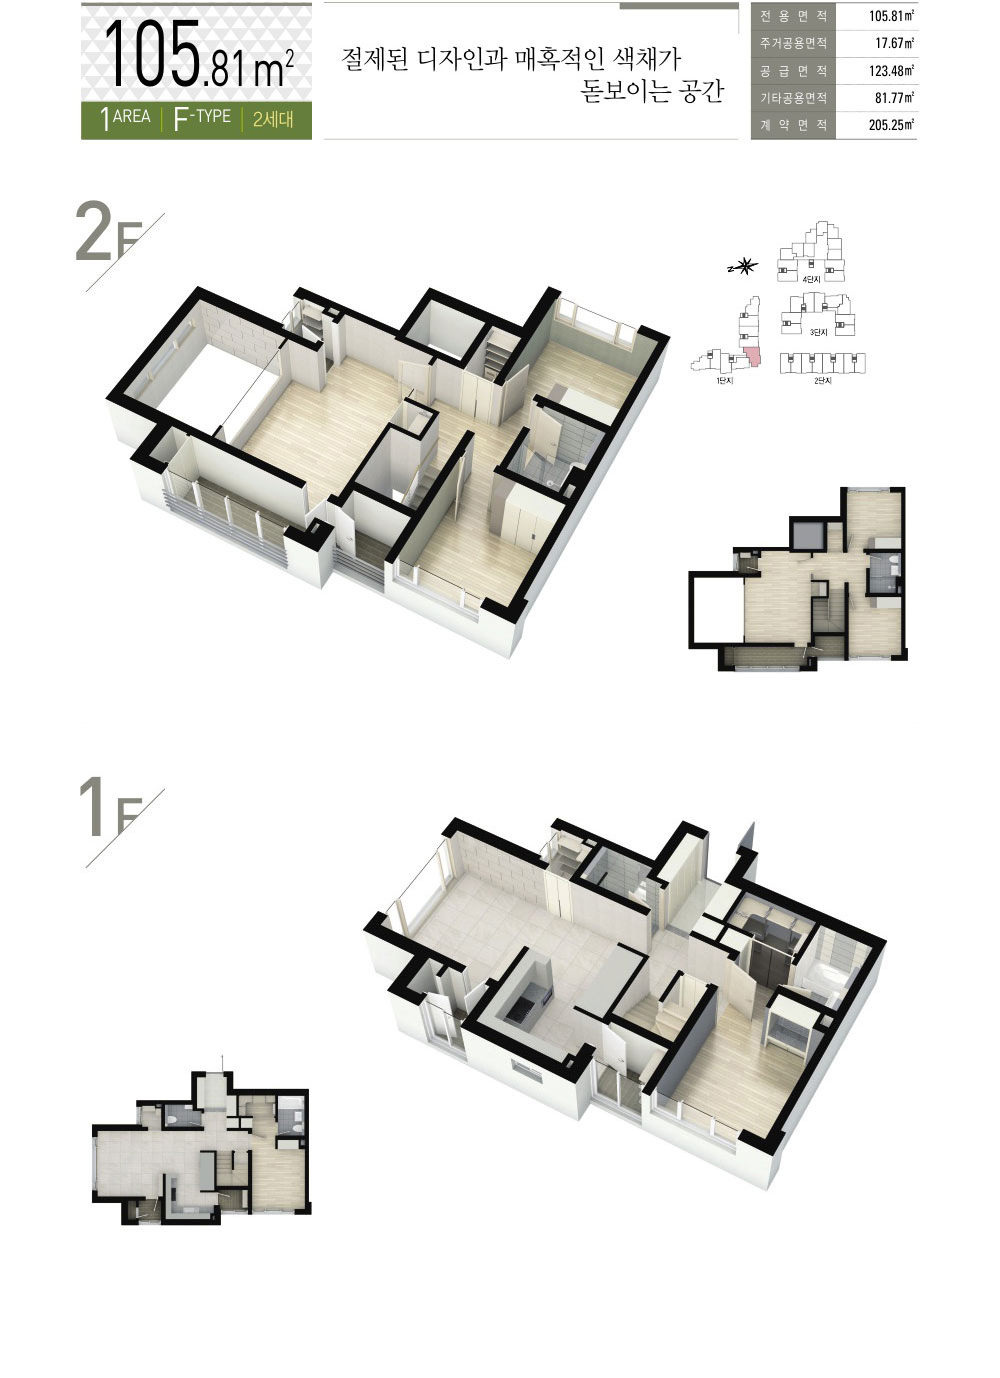 105.81m²
1AREA | F-TYPE | 2세대
절제된 디자인과 매혹적인 색채가
돋보이는 공간
전용면적 105.81㎡
주거공용면적 17.67㎡
공급면적 123.48㎡
기타공용면적 81.77㎡
계약면적 205.25㎡
2F
N
4단지
3단지
1단지
2단지
1F